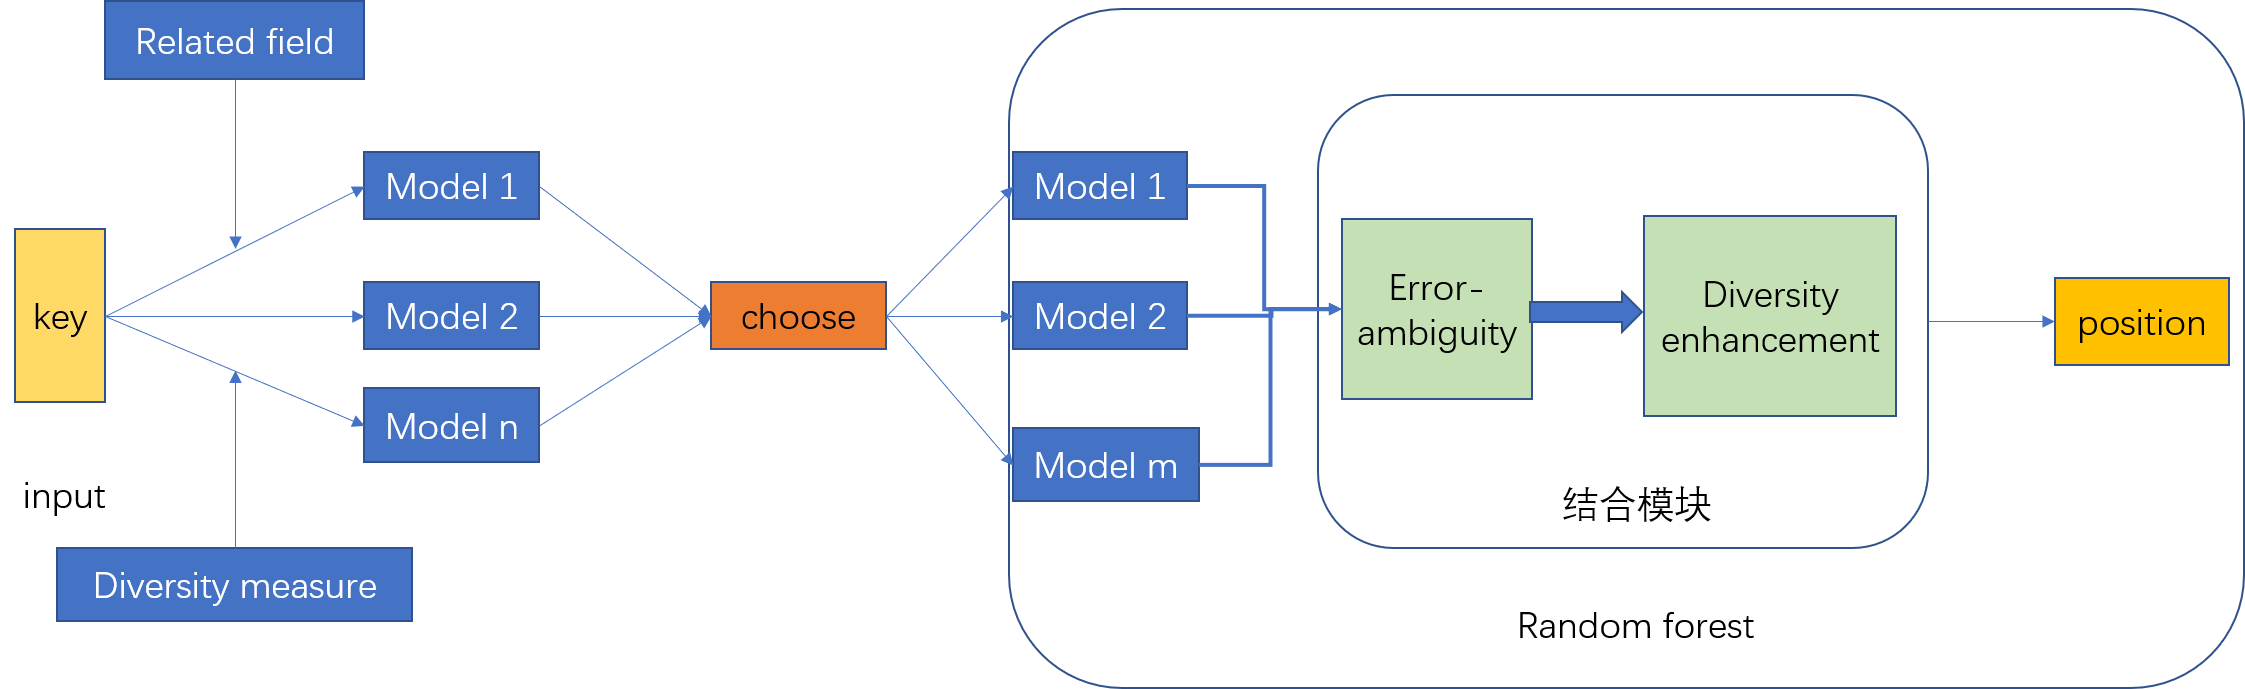 Related field
key
input
Diversity measure
Model 1
Model 2
Model n
choose
Model 1
Model 2
Model m
Error-
ambiguity
Diversity
enhancement
结合模块
Random forest
position